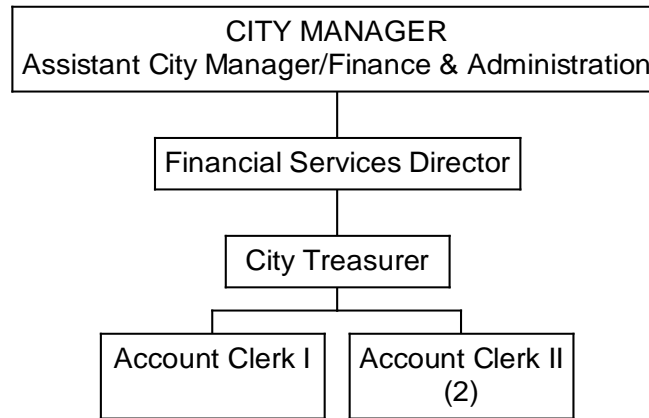 CITY MANAGER
Assistant City Manager/Finance & Administration
Financial Services Director
City Treasurer
Account Clerk I
Account Clerk II
(2)